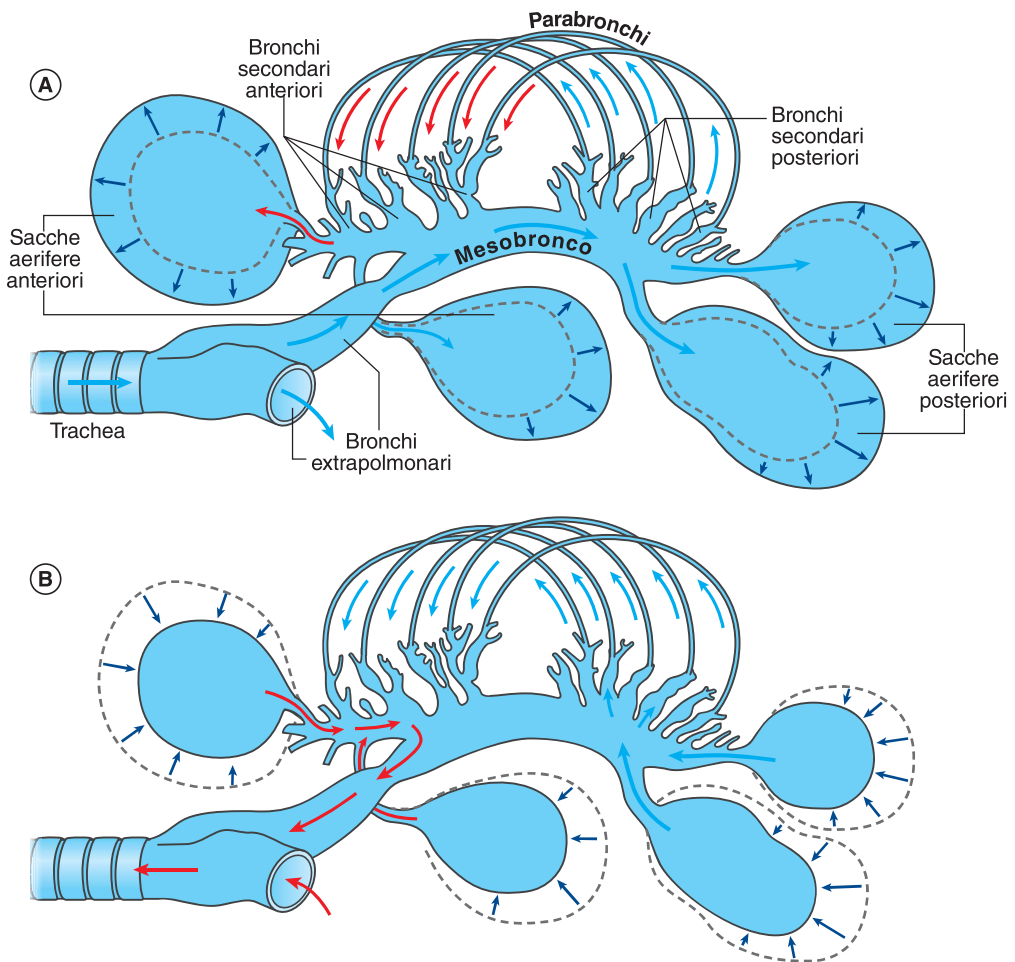 Parabronchi
A
Bronchi
secondari
anteriori
Bronchi
secondari
posteriori
Sacche
aerifere
anteriori
Mesobronco
Sacche
aerifere
posteriori
Trachea
Bronchi
extrapolmonari
B